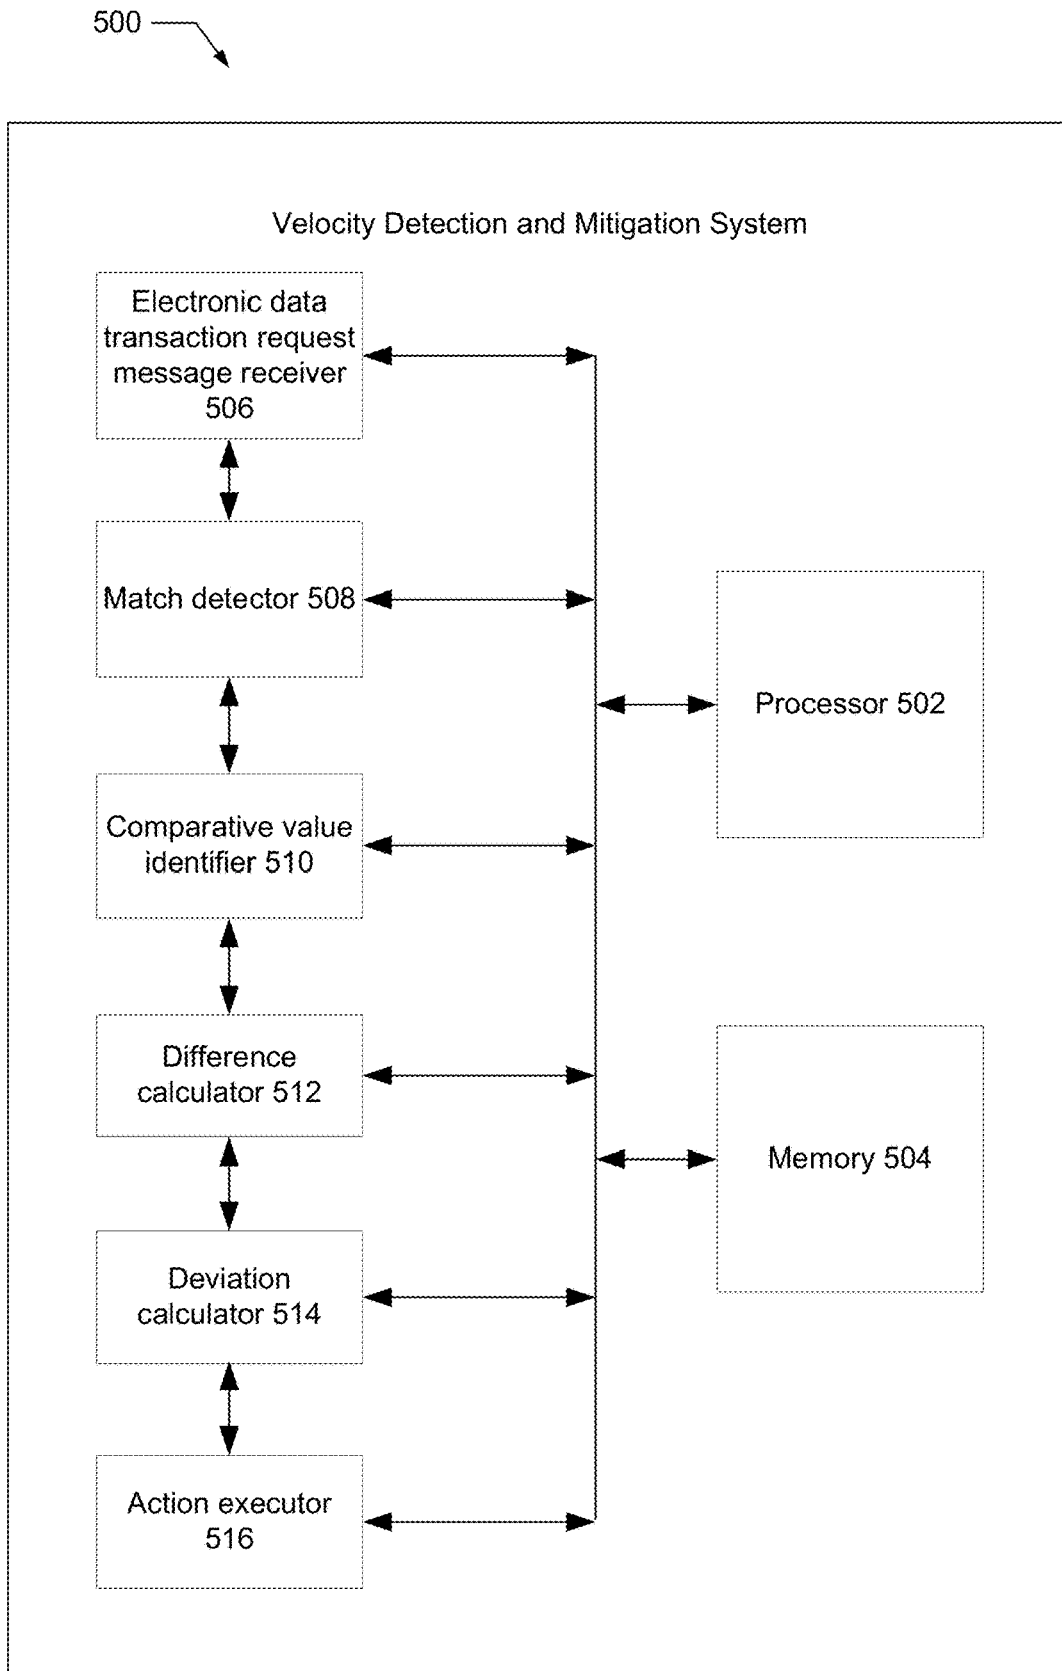 500
Velocity Detection and Mitigation System
Electronic data
transaction request
message receiver
506
Match detector 508
Processor 502
Comparative value
identifier 510
Difference
calculator 512
Memory 504
Deviation
calculator 514
Action executor
516